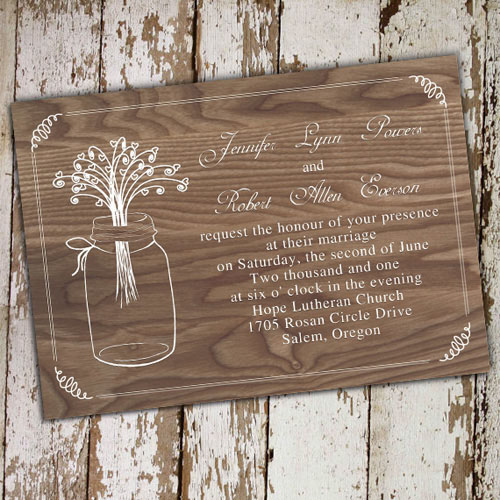 Jennifer Lynn Powers
and
Robert Allen Everson
request the honour of your presence
at their marriage
on Saturday, the second of June
Two thousand and one
at six o' clock in the evening
Hope Lutheran Church
1705 Rosan Circle Drive
Salem, Oregon